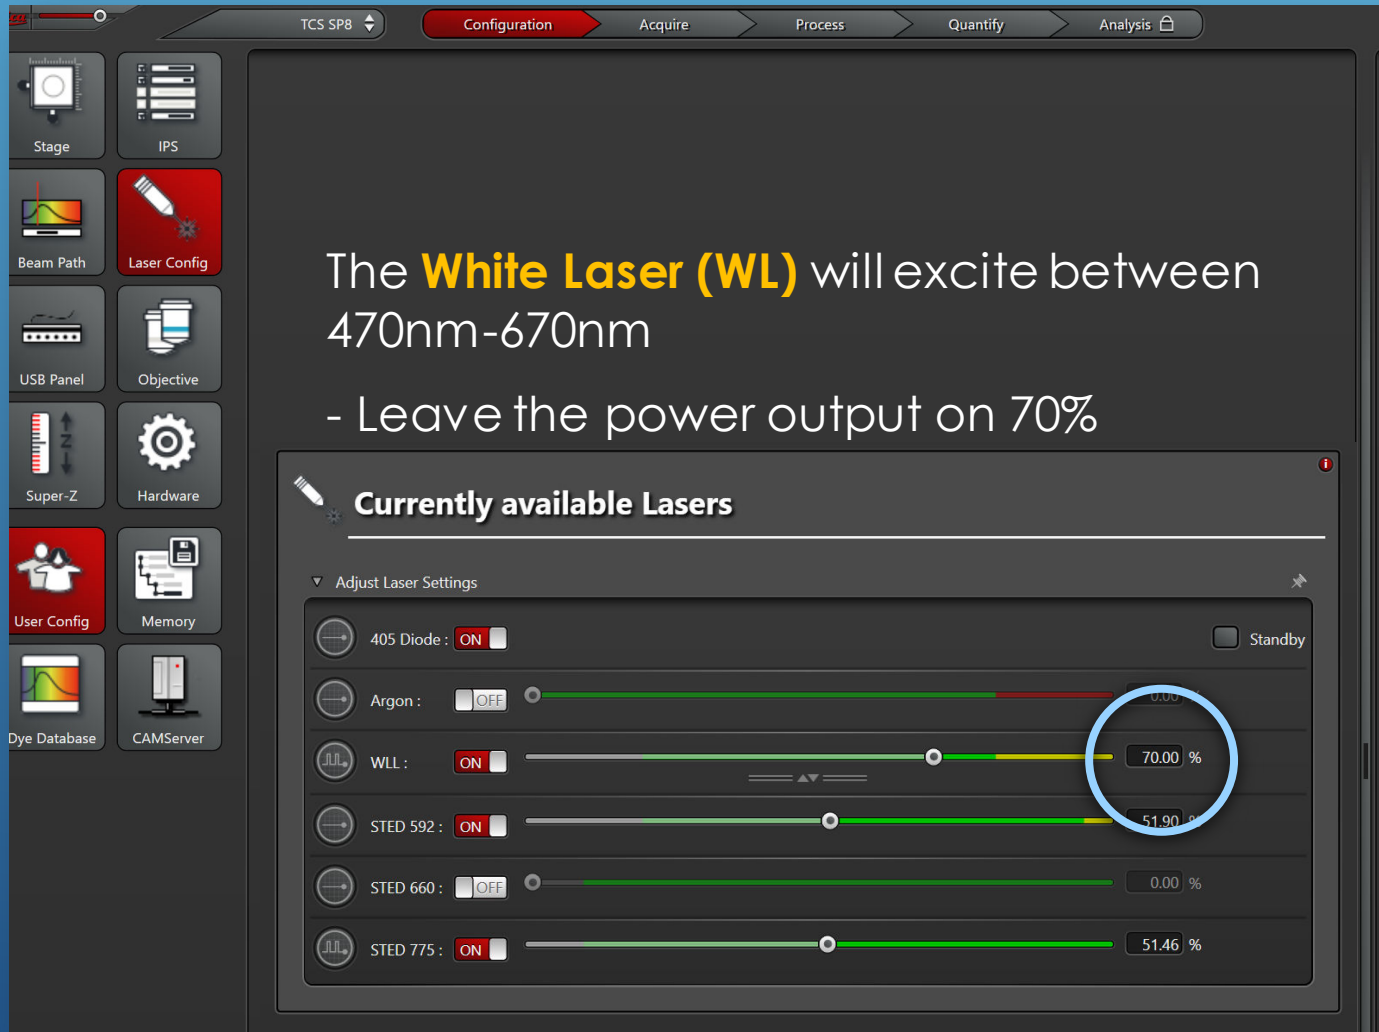 TCS SP8
Configuration
Acquire
Process
Quantify
Analysis
Stage
IPS
Beam Path
Laser Config
USB Panel
Objective
Super-Z
Z
Hardware
User Config
Memory
Dye Database
CAMServer
The White Laser (WL) will excite between
470nm-670nm
- Leave the power output on 70%
Currently available Lasers
Adjust Laser Settings
405 Diode : ON
Standby
Argon : OFF 0.00 %
WLL : ON 70.00 %
STED 592 : ON 51.90 %
STED 660 : OFF 0.00 %
STED 775 : ON 51.46 %